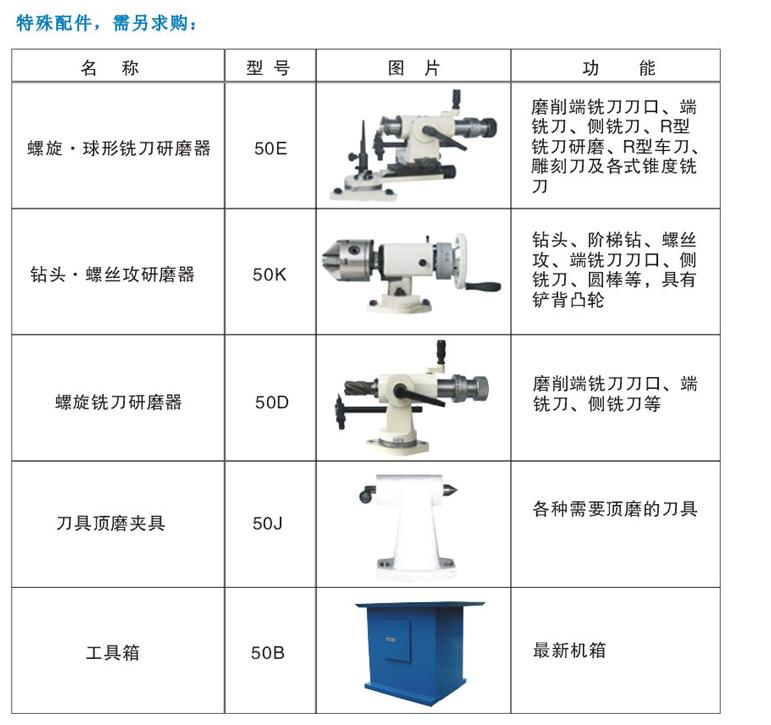 特殊配件，需另求购：
名 称 型 号 图 片 功 能
螺旋·球形铣刀研磨器 50E
磨削端铣刀刀口、端
铣刀、侧铣刀、R型
铣刀研磨、R型车刀、
雕刻刀及各式锥度铣
刀
钻头·螺丝攻研磨器 50K
钻头、阶梯钻、螺丝
攻、端铣刀刀口、侧
铣刀、圆棒等，具有
铲背凸轮
螺旋铣刀研磨器 50D
磨削端铣刀刀口、端
铣刀、侧铣刀等
刀具顶磨夹具 50J
各种需要顶磨的刀具
工具箱 50B
最新机箱